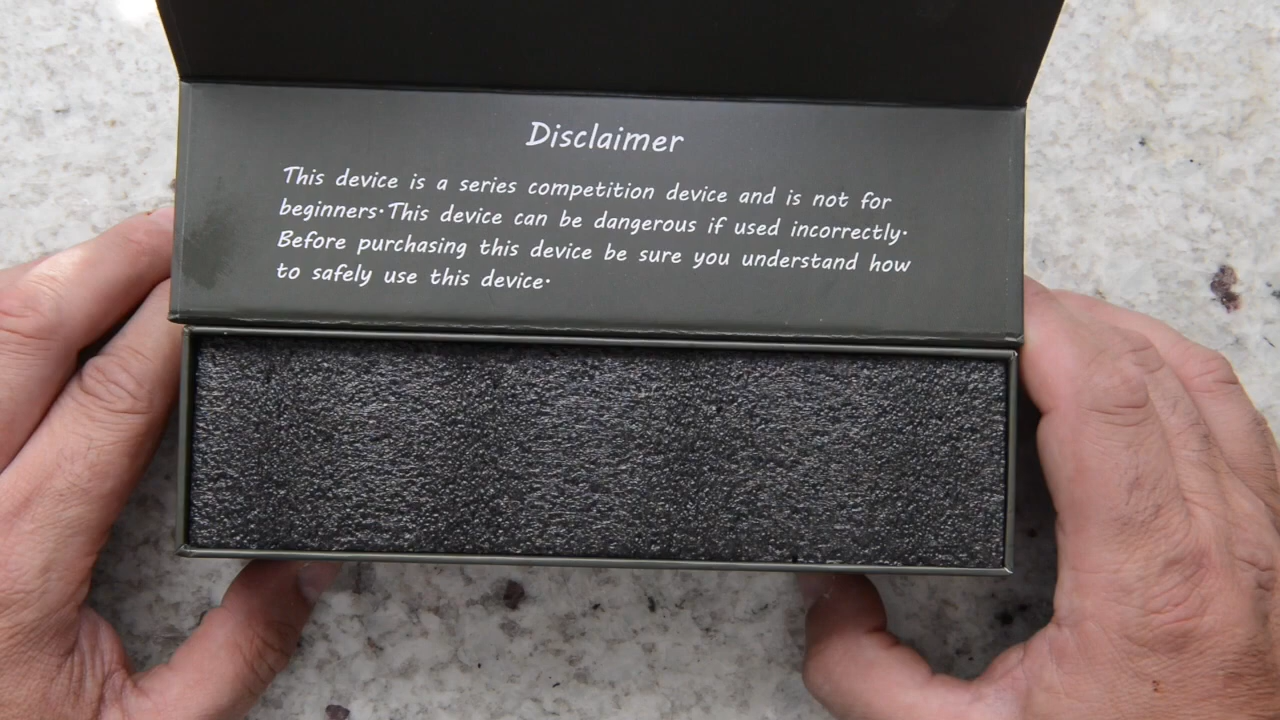 Disclaimer
This device is a series competition device and is not for
beginners·This device can be dangerous if used incorrectly·
Before purchasing this device be sure you understand how
to safely use this device·